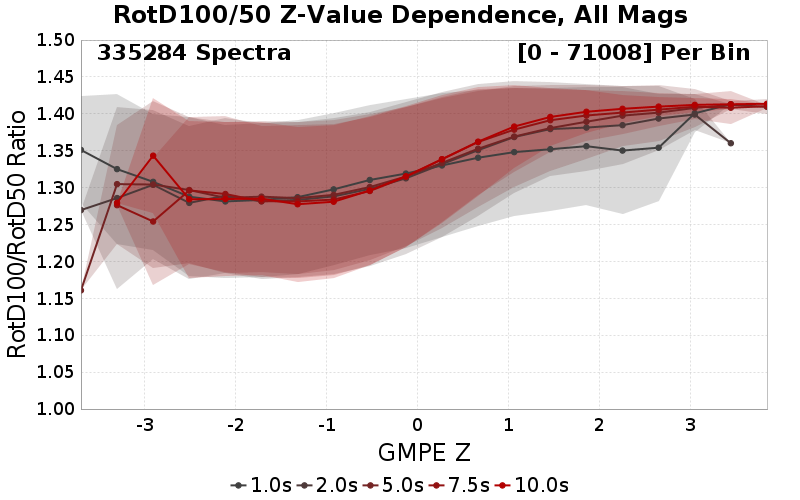 RotD100/50 Z-Value Dependence, All Mags
335284 Spectra [0 - 71008] Per Bin
RotD100/RotD50 Ratio
1.50
1.45
1.40
1.35
1.30
1.25
1.20
1.15
1.10
1.05
1.00
-3 -2 -1 0 1 2 3
GMPE Z
1.0s 2.0s 5.0s 7.5s 10.0s